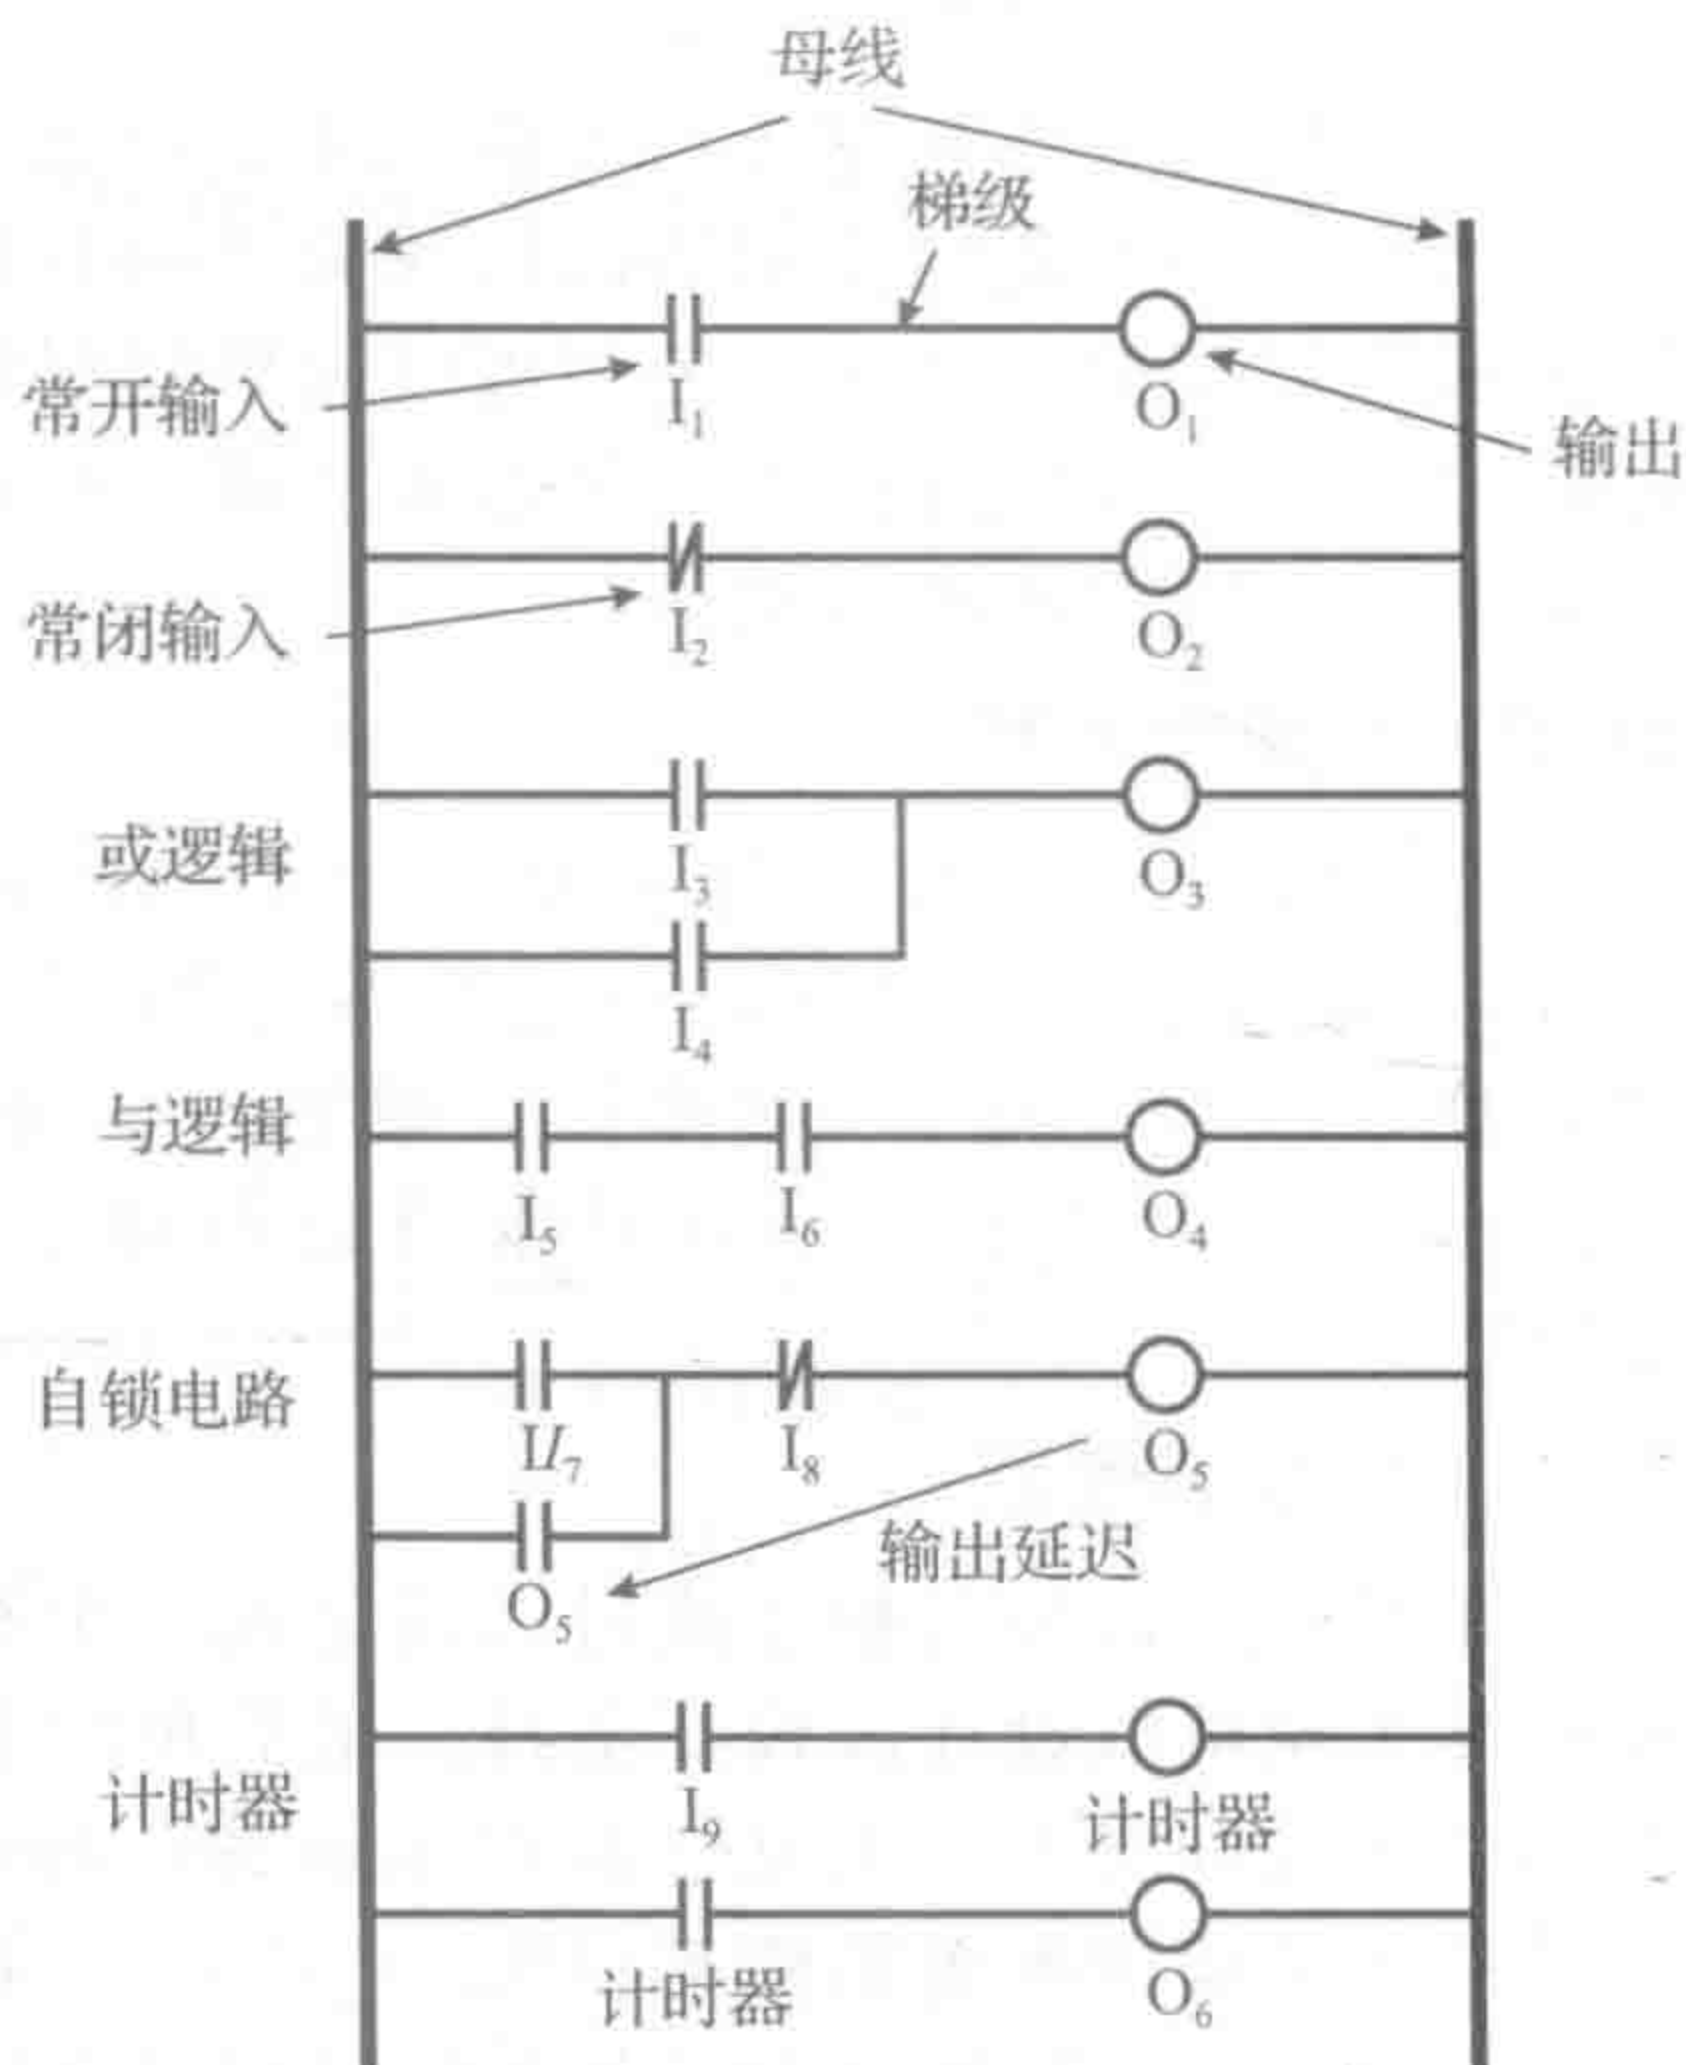 母线
梯级
常开输入
I₁
O₁
输出
常闭输入
I₂
O₂
或逻辑
I₃
O₃
I₄
与逻辑
I₅
I₆
O₄
自锁电路
I/₇
I₈
O₅
输出延迟
O₅
计时器
I₉
计时器
计时器
O₆